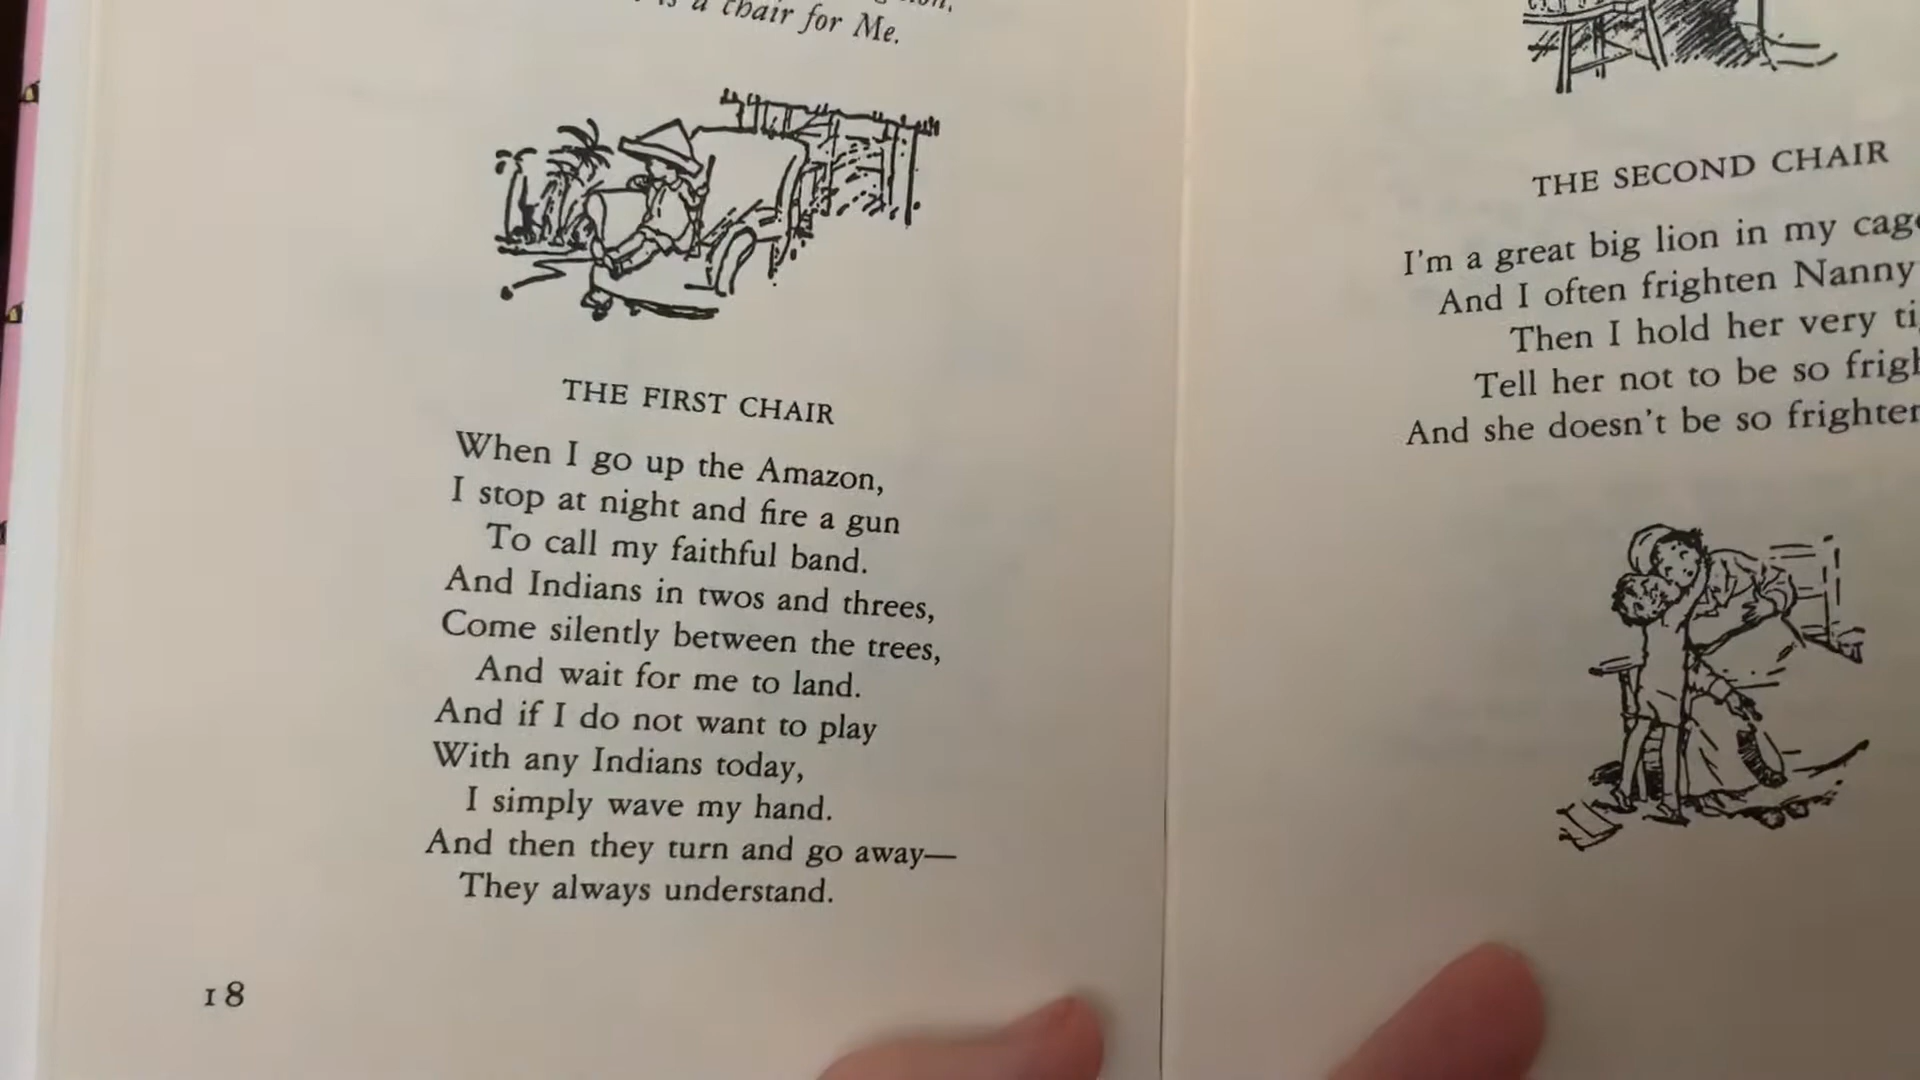 a chair for Me.
THE FIRST CHAIR
When I go up the Amazon,
I stop at night and fire a gun
To call my faithful band.
And Indians in twos and threes,
Come silently between the trees,
And wait for me to land.
And if I do not want to play
With any Indians today,
I simply wave my hand.
And then they turn and go away—
They always understand.
18
THE SECOND CHAIR
I'm a great big lion in my
And I often frighten Nanny
Then I hold her very
Tell her not to be so
And she doesn't be so